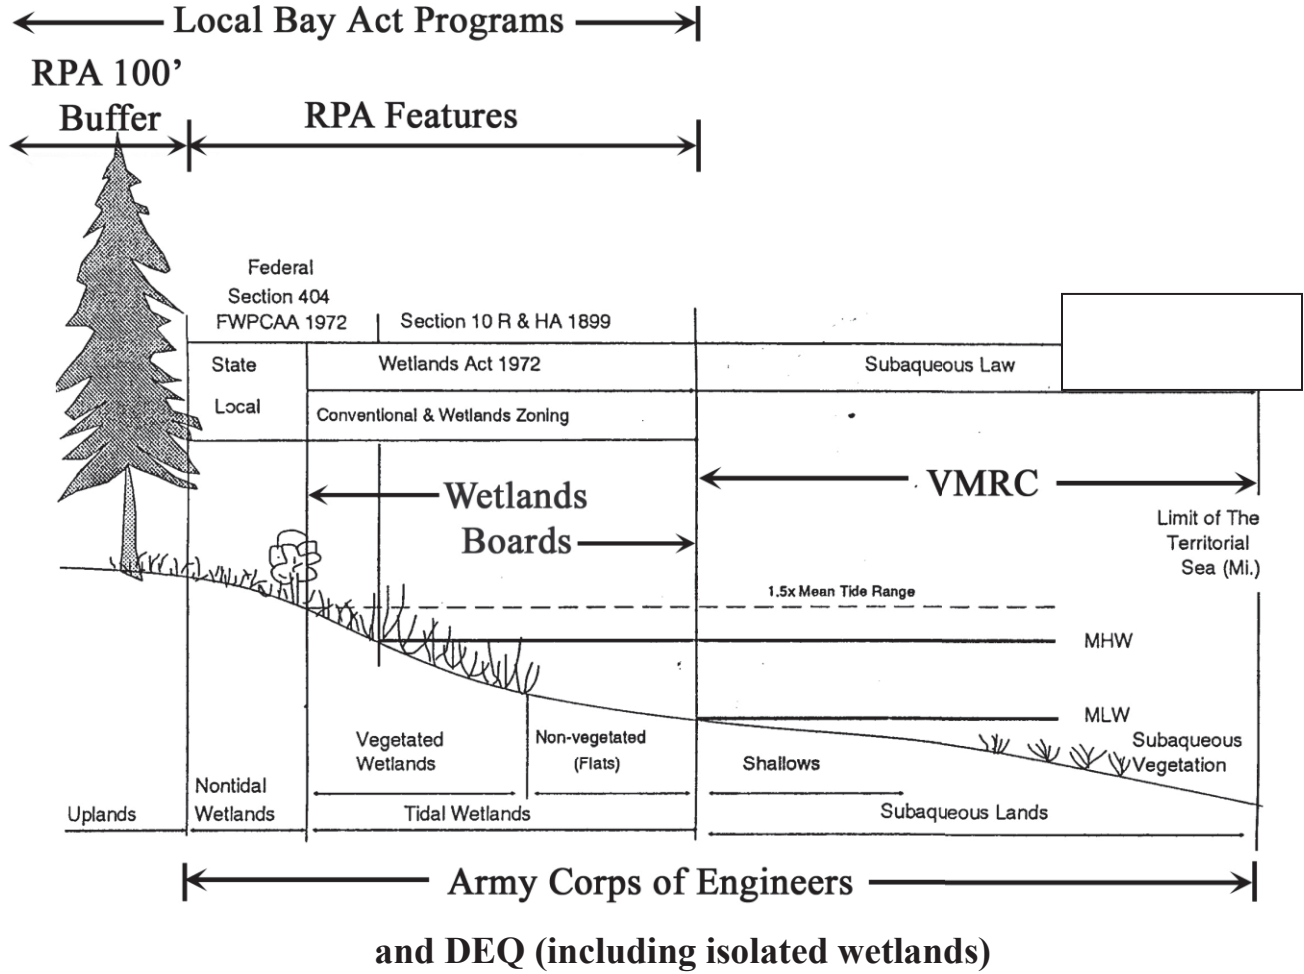 Local Bay Act Programs
RPA 100’
Buffer
RPA Features
Federal
Section 404
FWPCAA 1972
Section 10 R & HA 1899
State
Wetlands Act 1972
Subaqueous Law
Local
Conventional & Wetlands Zoning
Wetlands
Boards
VMRC
Limit of The
Territorial
Sea (Mi.)
1.5x Mean Tide Range
MHW
MLW
Vegetated
Wetlands
Non-vegetated
(Flats)
Shallows
Subaqueous
Vegetation
Nontidal
Wetlands
Uplands
Tidal Wetlands
Subaqueous Lands
Army Corps of Engineers
and DEQ (including isolated wetlands)